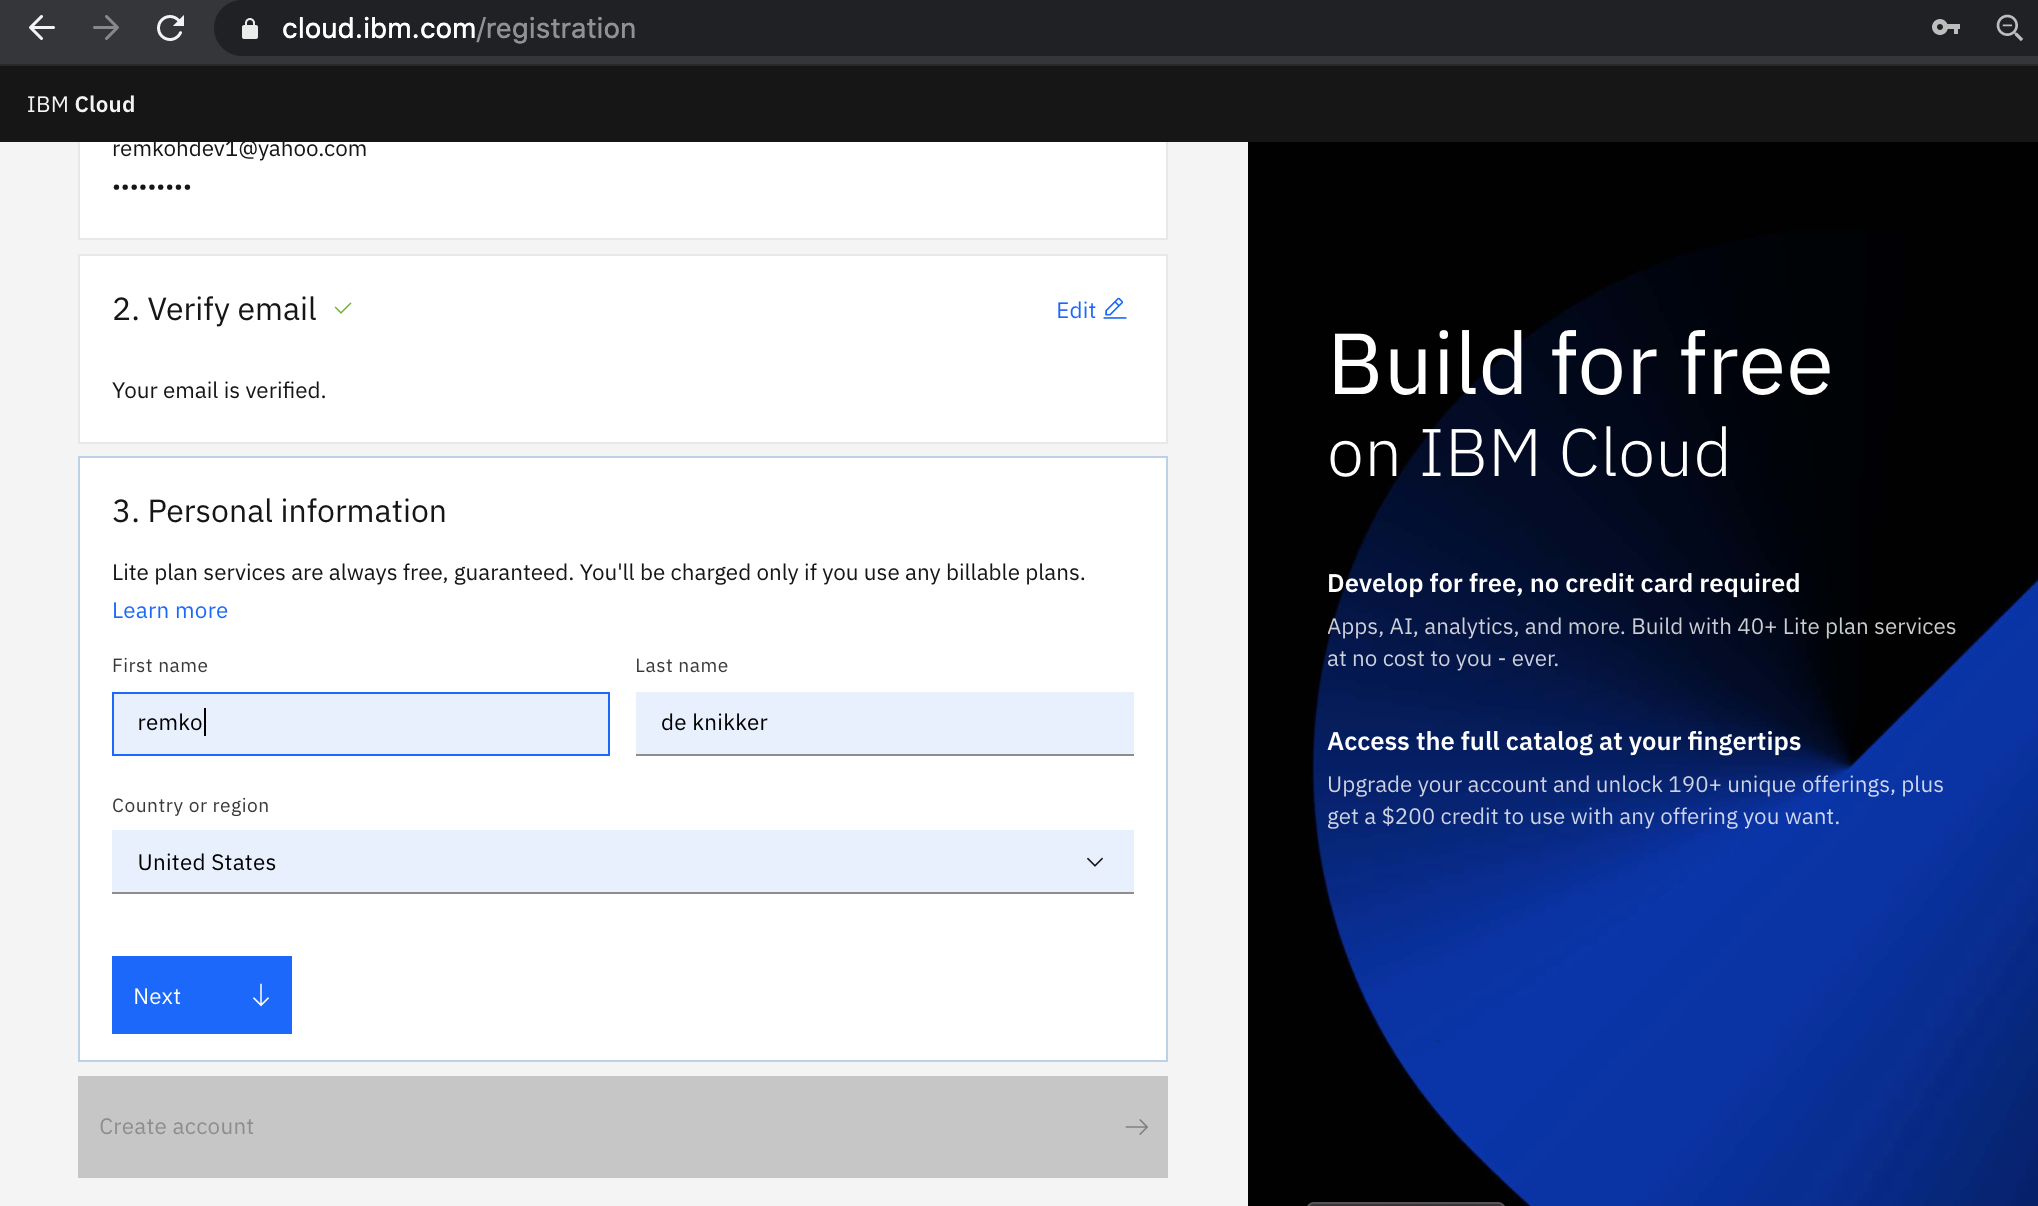 cloud.ibm.com/registration
IBM Cloud
remkohdev1@yahoo.com
•••••••••
2. Verify email
Edit
Your email is verified.
3. Personal information
Lite plan services are always free, guaranteed. You'll be charged only if you use any billable plans.
Learn more
First name
Last name
remko
de knikker
Country or region
United States
Next
Create account
Build for free
on IBM Cloud
Develop for free, no credit card required
Apps, AI, analytics, and more. Build with 40+ Lite plan services
at no cost to you - ever.
Access the full catalog at your fingertips
Upgrade your account and unlock 190+ unique offerings, plus
get a $200 credit to use with any offering you want.